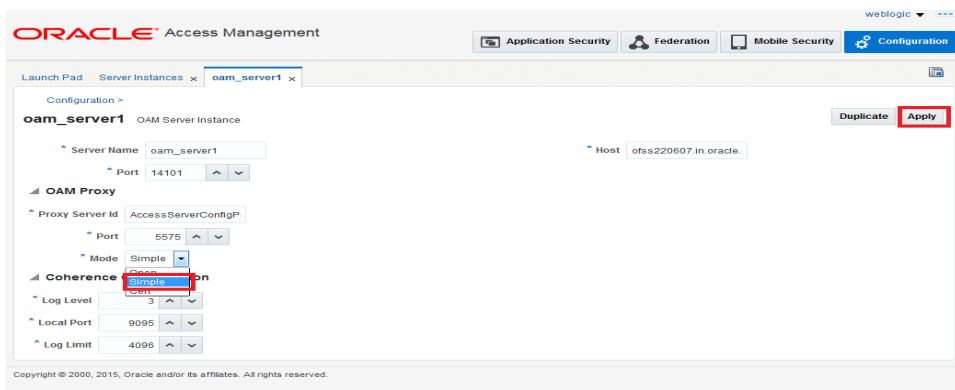 weblogic
ORACLE Access Management
Application Security
Federation
Mobile Security
Configuration
Launch Pad
Server Instances x
oam_server1 x
Configuration >
oam_server1 OAM Server Instance
Duplicate
Apply
* Server Name oam_server1
* Host ofss220607.in.oracle.
* Port 14101
OAM Proxy
* Proxy Server Id AccessServerConfigP
* Port 5575
* Mode Simple
Open
Simple
Cert
Coherence
* Log Level 3
* Local Port 9095
* Log Limit 4096
Copyright © 2000, 2015, Oracle and/or its affiliates. All rights reserved.